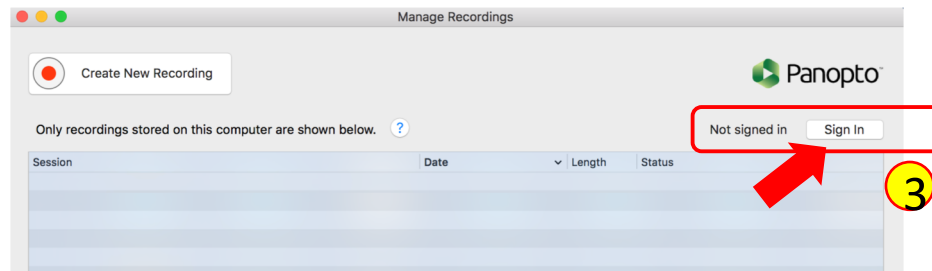 Manage Recordings
Create New Recording
Panopto™
Only recordings stored on this computer are shown below. ?
Not signed in Sign In
Session Date Length Status
3